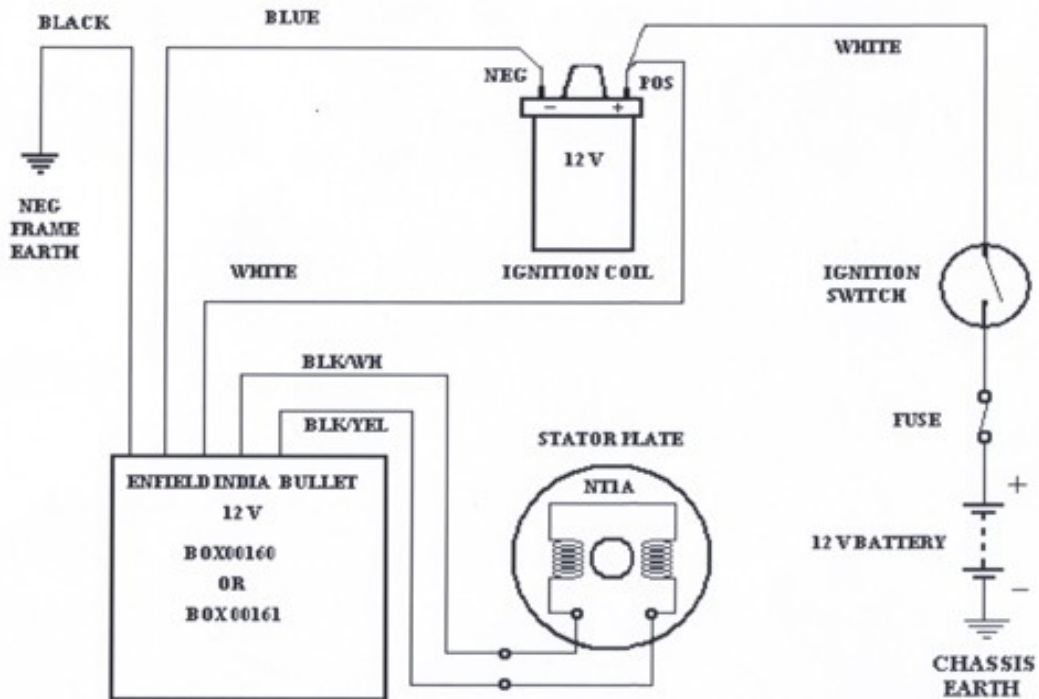 BLACK
BLUE
WHITE
NEG
POS
− +
12 V
NEG
FRAME
EARTH
WHITE
IGNITION COIL
IGNITION
SWITCH
BLK/WH
BLK/YEL
FUSE
STATOR PLATE
NT1A
ENFIELD INDIA BULLET
12 V
BOX00160
OR
BOX00161
+
12 V BATTERY
−
CHASSIS
EARTH